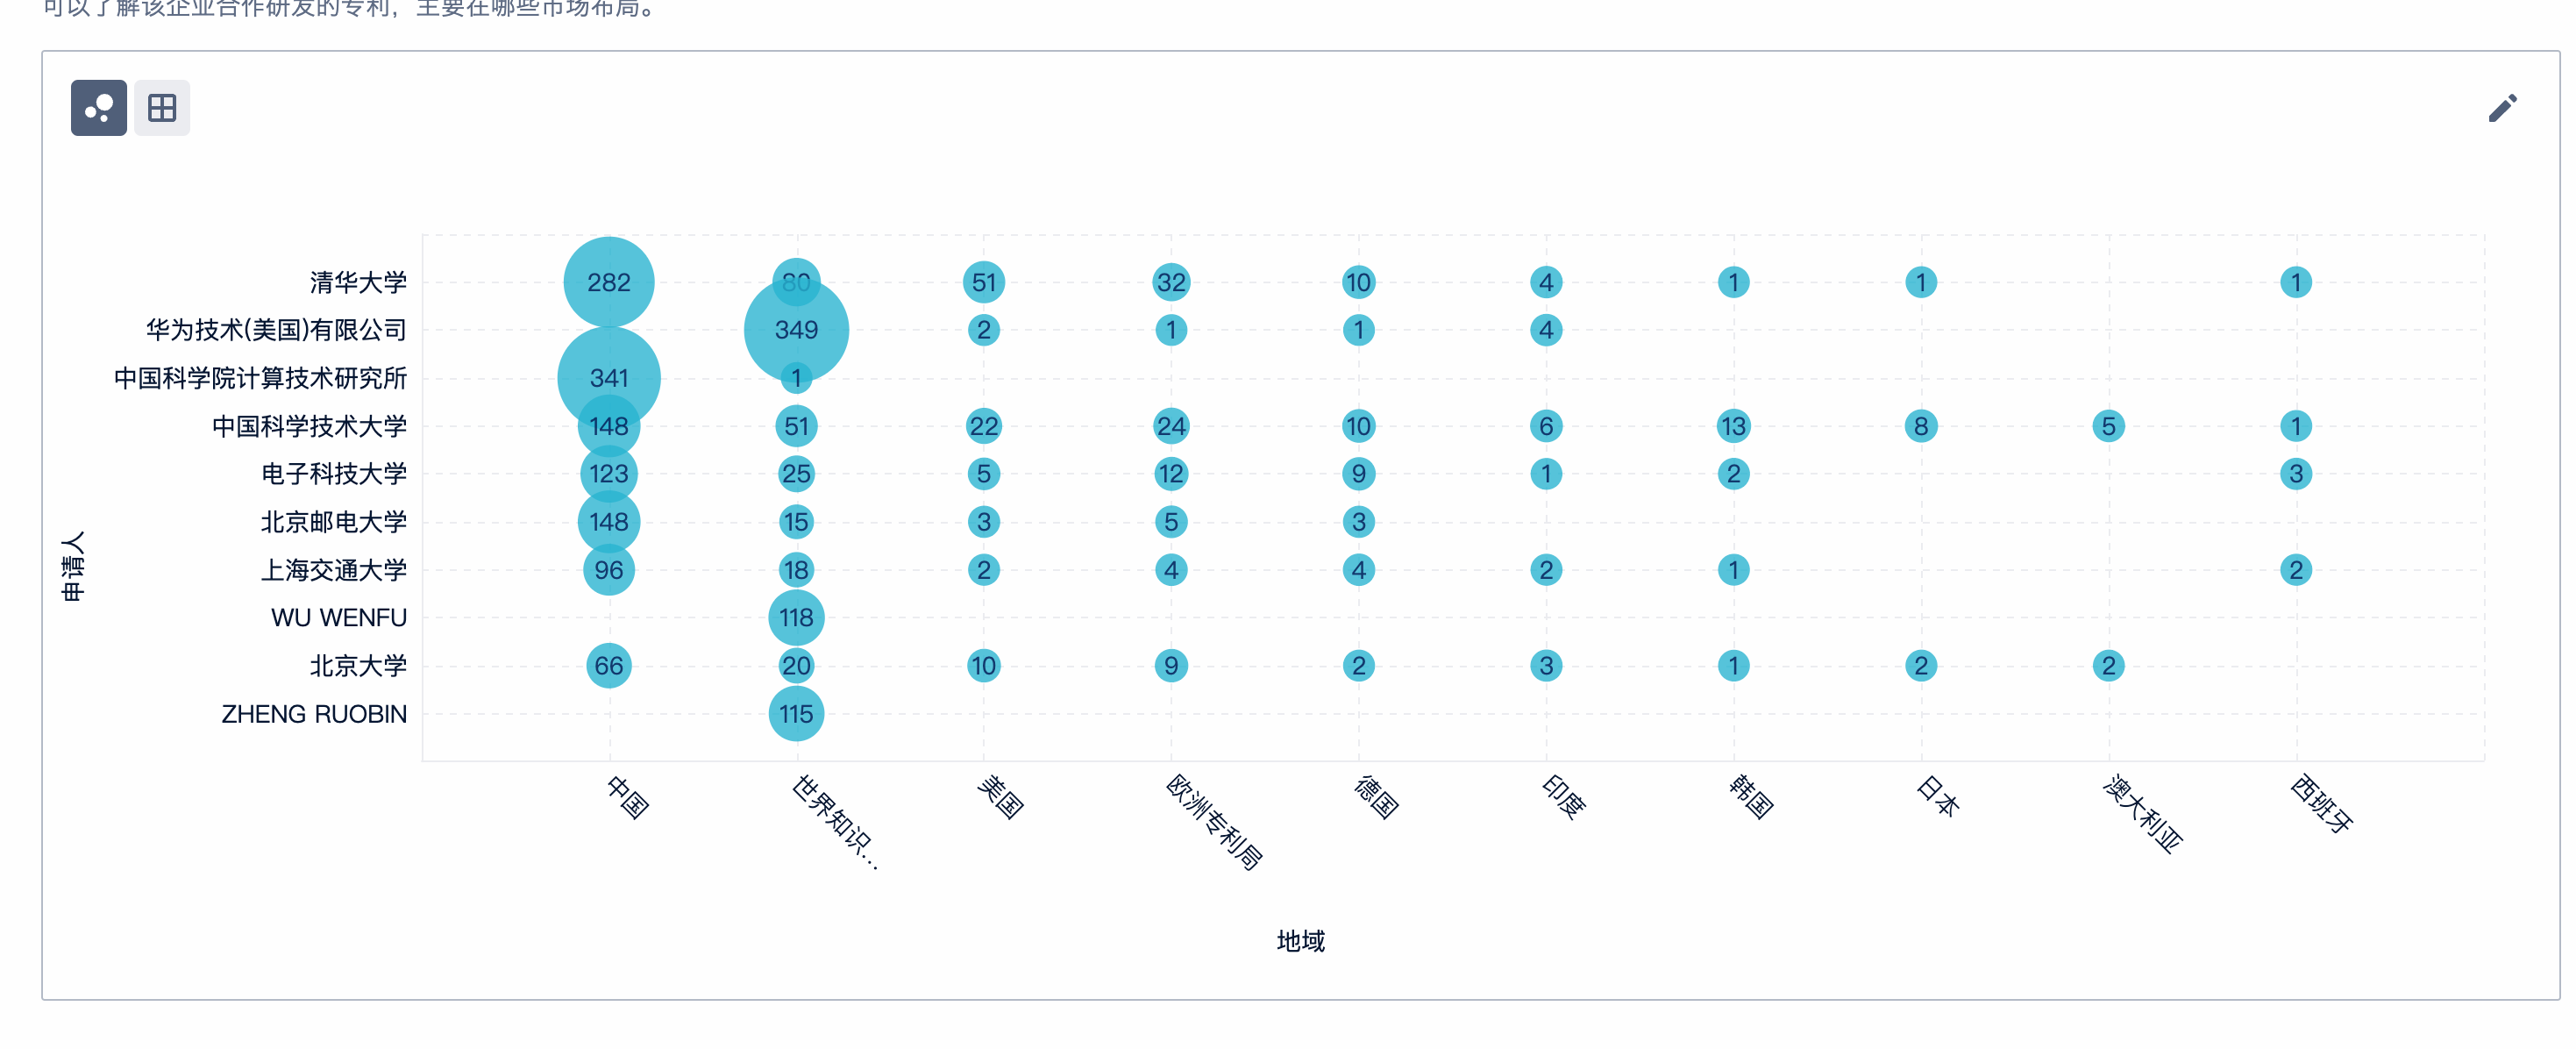 可以了解该企业合作研发的专利，主要在哪些市场布局。
清华大学 282 80 51 32 10 4 1 1 1
华为技术(美国)有限公司 349 2 1 1 4
中国科学院计算技术研究所 341 1
中国科学技术大学 148 51 22 24 10 6 13 8 5 1
电子科技大学 123 25 5 12 9 1 2 3
北京邮电大学 148 15 3 5 3
上海交通大学 96 18 2 4 4 2 1 2
WU WENFU 118
北京大学 66 20 10 9 2 3 1 2 2
ZHENG RUOBIN 115
申请人
中国 世界知识... 美国 欧洲专利局 德国 印度 韩国 日本 澳大利亚 西班牙
地域